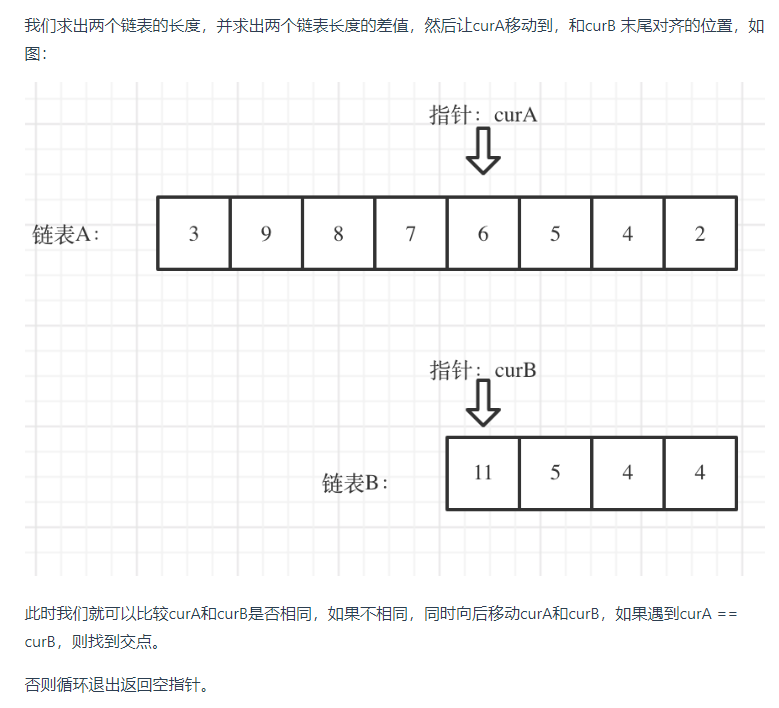 我们求出两个链表的长度，并求出两个链表长度的差值，然后让curA移动到，和curB 末尾对齐的位置，如
图：
指针：curA
链表A： 3 9 8 7 6 5 4 2
指针：curB
链表B： 11 5 4 4
此时我们就可以比较curA和curB是否相同，如果不相同，同时向后移动curA和curB，如果遇到curA ==
curB，则找到交点。
否则循环退出返回空指针。